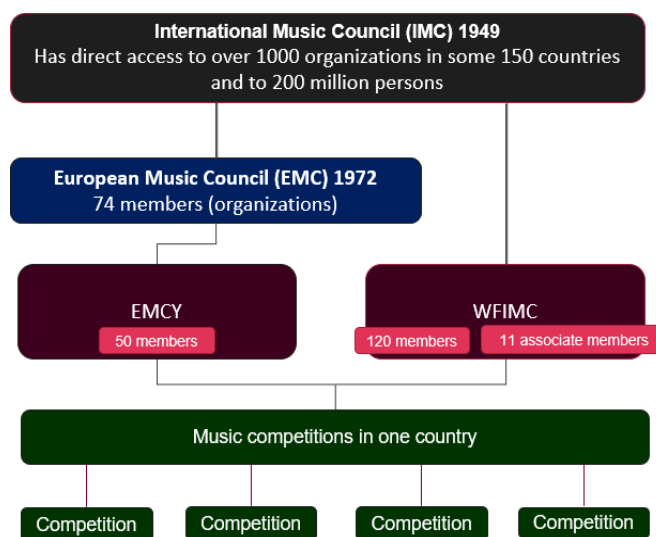 International Music Council (IMC) 1949
Has direct access to over 1000 organizations in some 150 countries
and to 200 million persons
European Music Council (EMC) 1972
74 members (organizations)
EMCY
50 members
WFIMC
120 members
11 associate members
Music competitions in one country
Competition
Competition
Competition
Competition